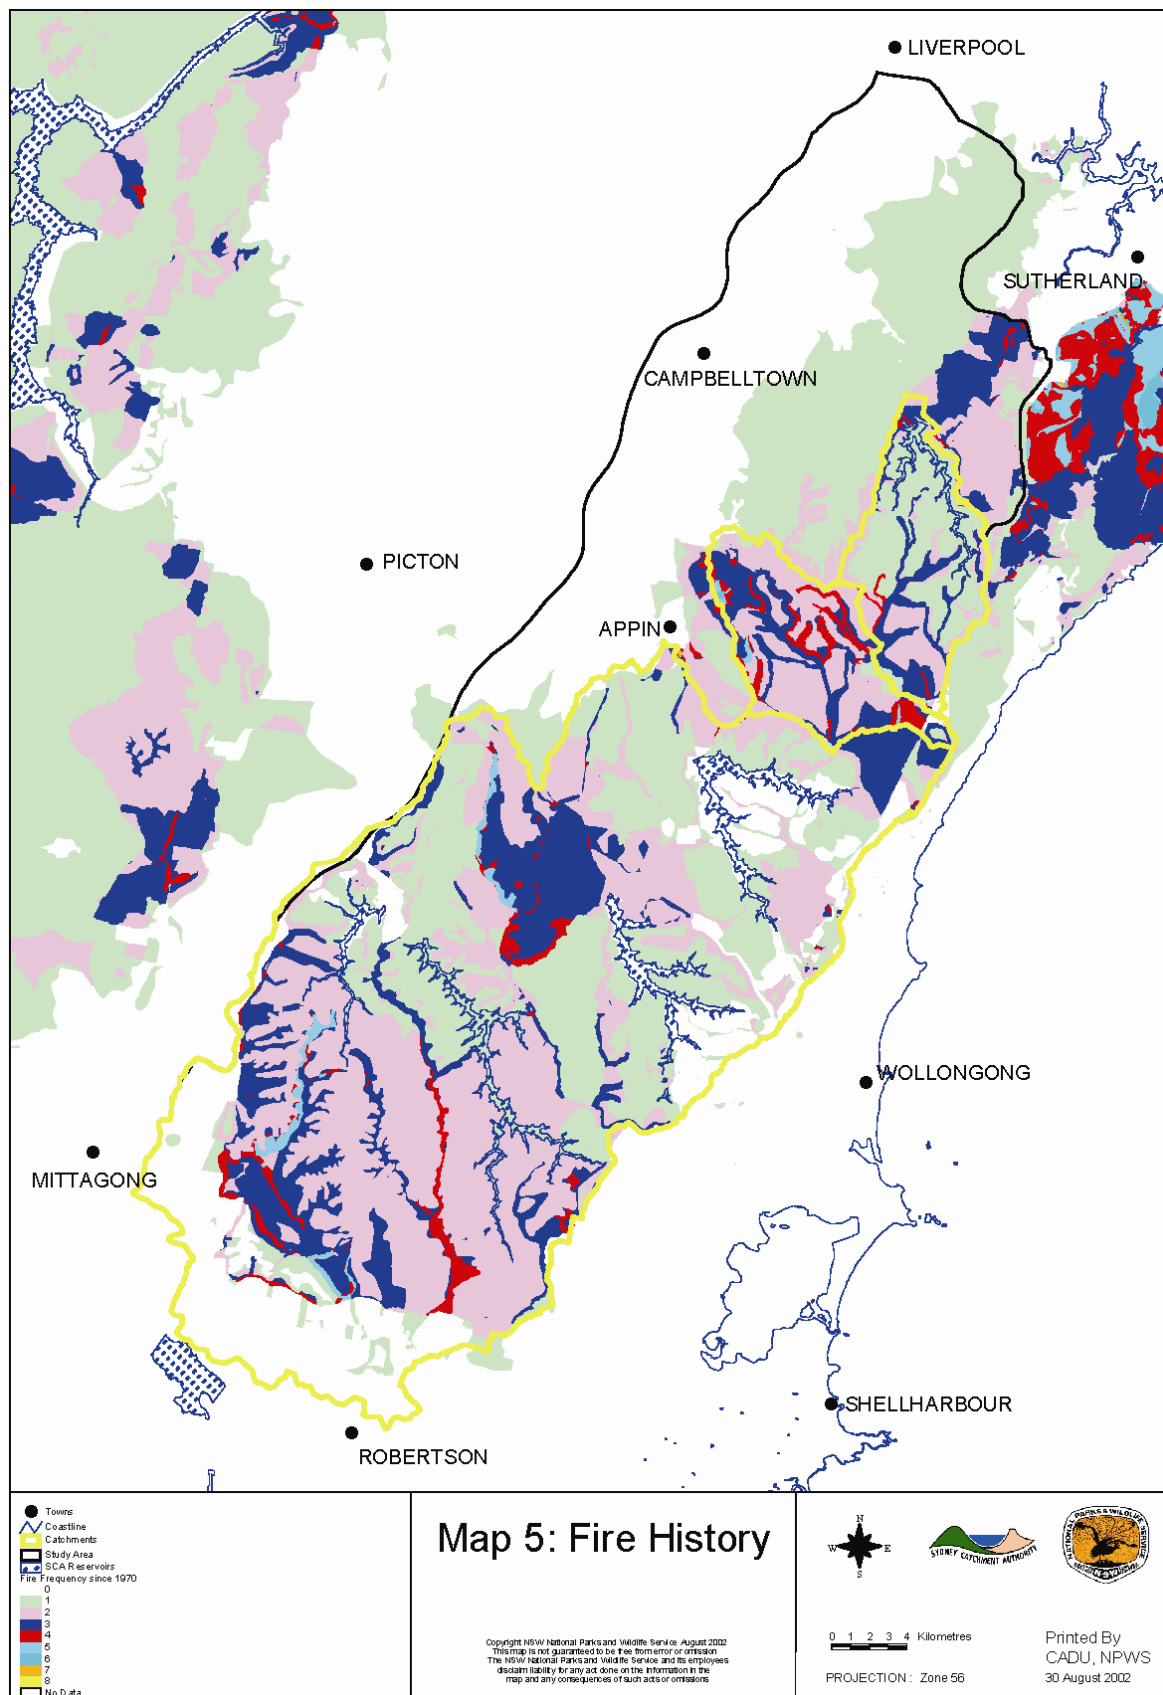 LIVERPOOL
SUTHERLAND
CAMPBELLTOWN
PICTON
APPIN
WOLLONGONG
MITTAGONG
SHELLHARBOUR
ROBERTSON
Towns
Coastline
Catchments
Study Area
SCA Reservoirs
Fire Frequency since 1970
0
1
2
3
4
5
6
7
8
No Data
Map 5: Fire History
Copyright NSW National Parks and Wildlife Service August 2002
This map is not guaranteed to be free from error or omission
The NSW National Parks and Wildlife Service and its employees
disclaim liability for any act done on the information in the
map and any consequences of such acts or omissions
N
W E
S
SYDNEY CATCHMENT AUTHORITY
NATIONAL PARKS & WILDLIFE SERVICE
0 1 2 3 4 Kilometres
PROJECTION : Zone 56
Printed By
CADU, NPWS
30 August 2002